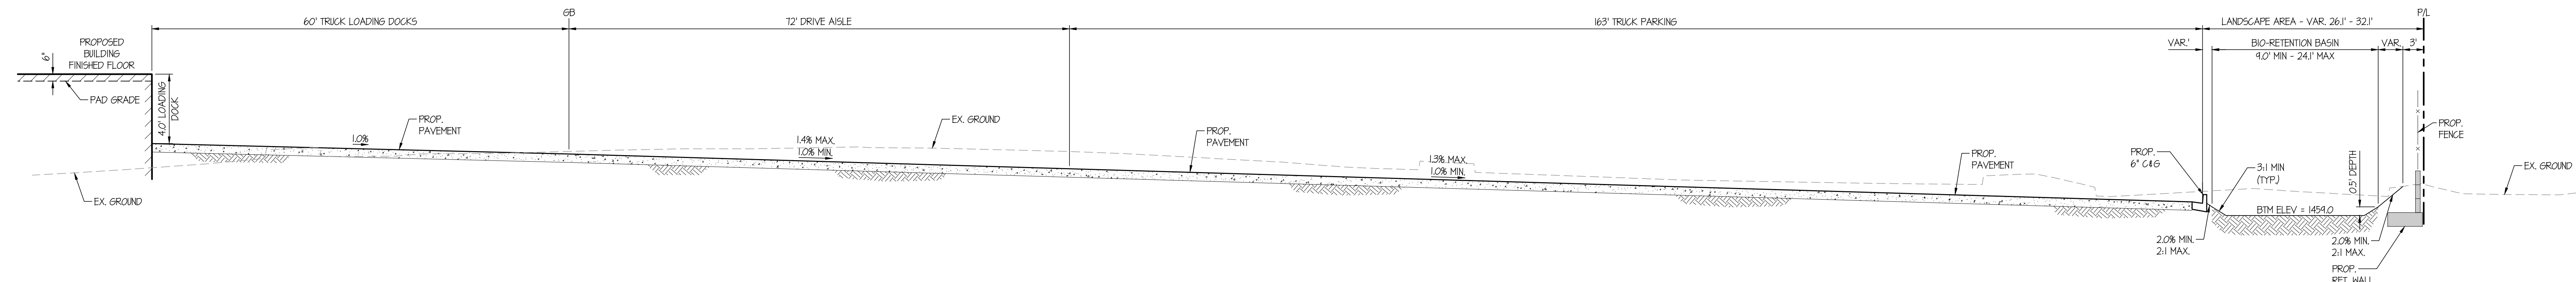 60' TRUCK LOADING DOCKS
GB
72' DRIVE AISLE
163' TRUCK PARKING
LANDSCAPE AREA - VAR. 26.1' - 32.1'
P/L
VAR.'
BIO-RETENTION BASIN
9.0' MIN - 24.1' MAX
VAR.
3'
6"
PROPOSED
BUILDING
FINISHED FLOOR
PAD GRADE
4.0' LOADING
DOCK
EX. GROUND
1.0%
PROP.
PAVEMENT
1.4% MAX.
1.0% MIN.
EX. GROUND
PROP.
PAVEMENT
1.3% MAX.
1.0% MIN.
PROP.
PAVEMENT
PROP.
6" C&G
3:1 MIN
(TYP.)
BTM ELEV = 1459.0
0.5' DEPTH
2.0% MIN.
2:1 MAX.
2.0% MIN.
2:1 MAX.
PROP.
RET. WALL
PROP.
FENCE
EX. GROUND